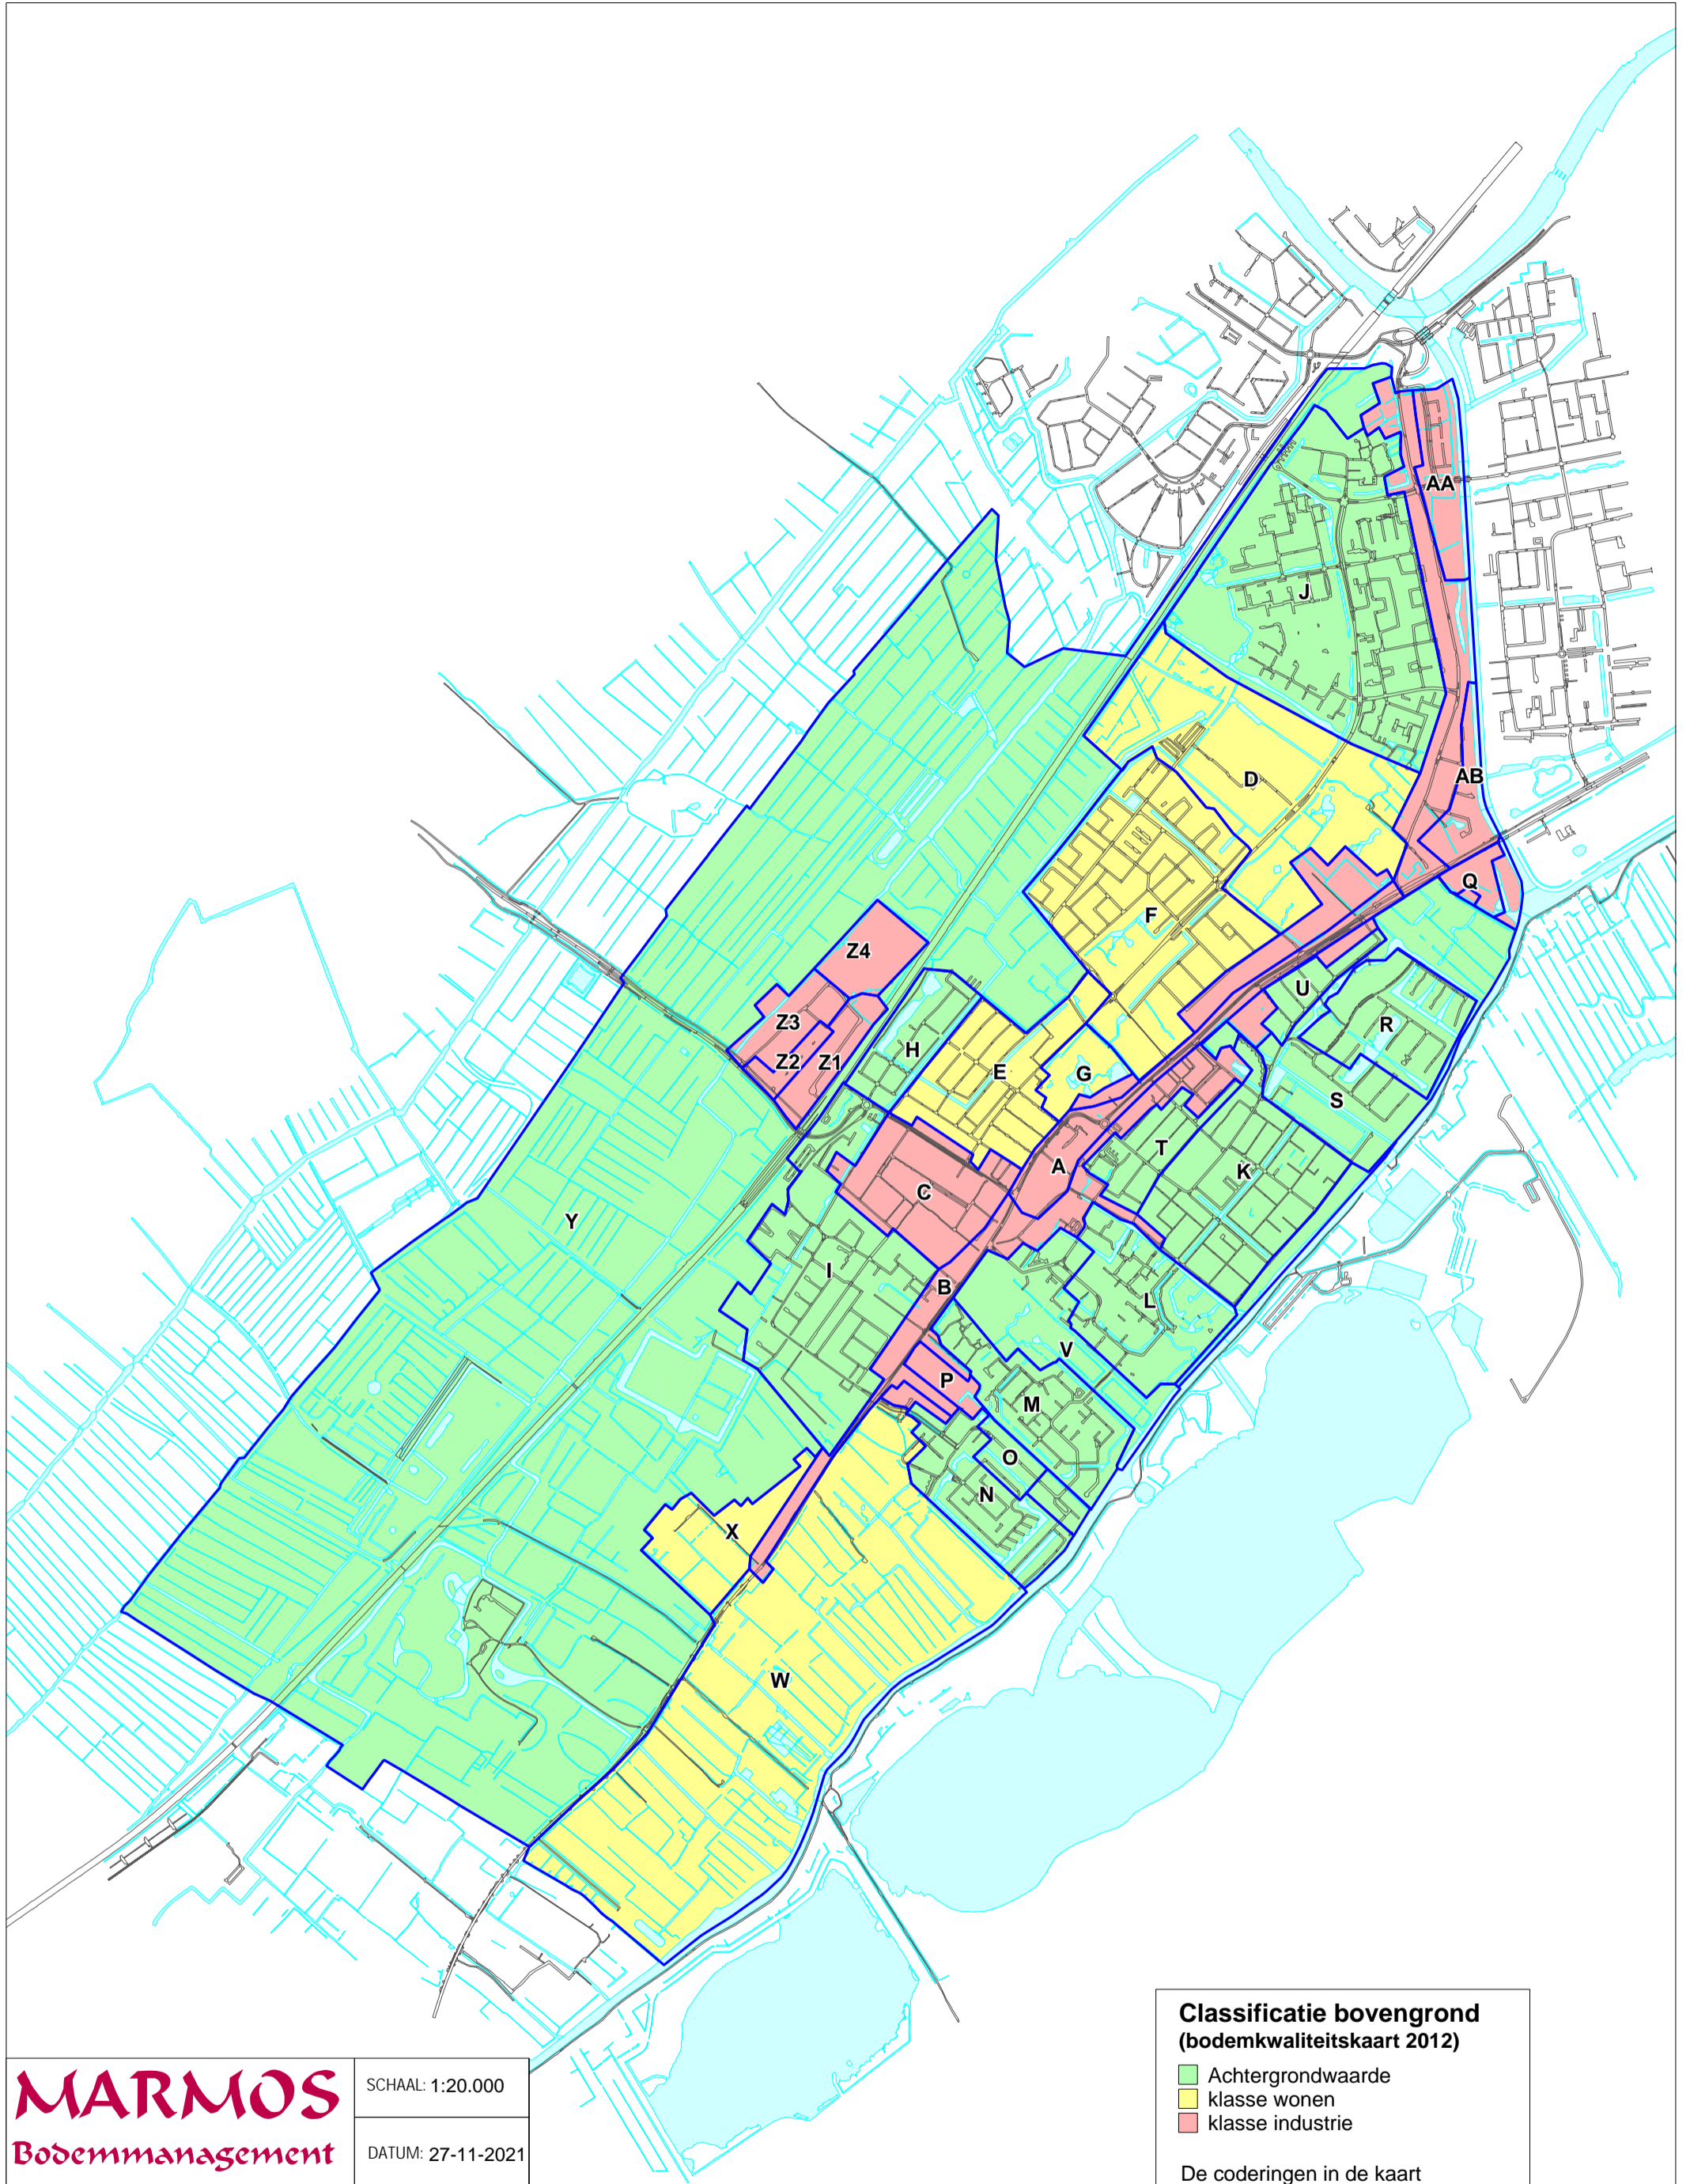 AA
J
AB
D
Q
F
Z4
U
R
Z3
H
Z2
Z1
E
G
S
T
A
K
C
Y
I
B
L
V
P
M
O
N
X
W
Classificatie bovengrond
(bodemkwaliteitskaart 2012)
Achtergrondwaarde
klasse wonen
klasse industrie
De coderingen in de kaart
MARMOS
Bodemmanagement
SCHAAL: 1:20.000
DATUM: 27-11-2021